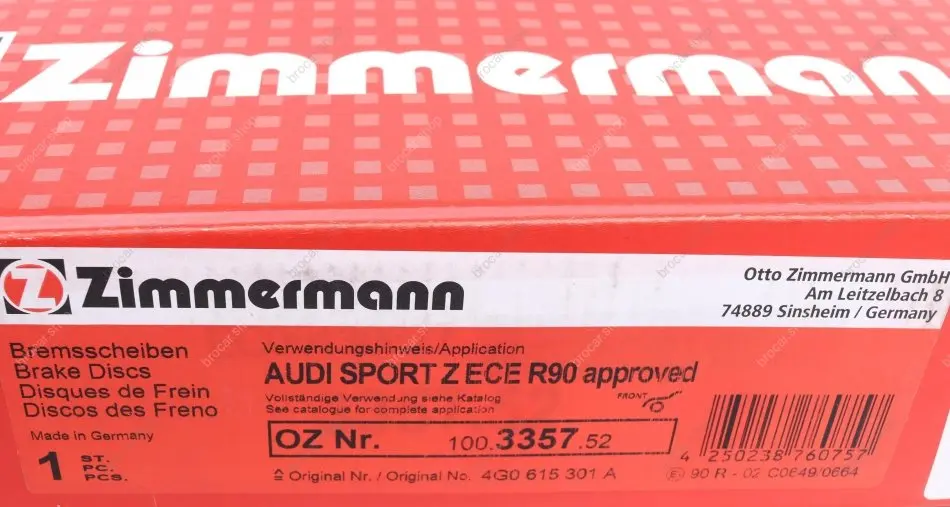 Zimmermann
Z Zimmermann
Otto Zimmermann GmbH
Am Leitzelbach 8
74889 Sinsheim / Germany
Bremsscheiben
Brake Discs
Disques de Frein
Discos des Freno
Made in Germany
1 ST.
PC.
PCS.
Verwendungshinweis/Application
AUDI SPORT Z ECE R90 approved
Vollständige Verwendung siehe Katalog
See catalogue for complete application
FRONT
OZ Nr. 100.3357.52
≙ Original Nr. / Original No. 4G0 615 301 A
4 250238 760757
E1 90 R - 02 C0649/0664
brocar.shop